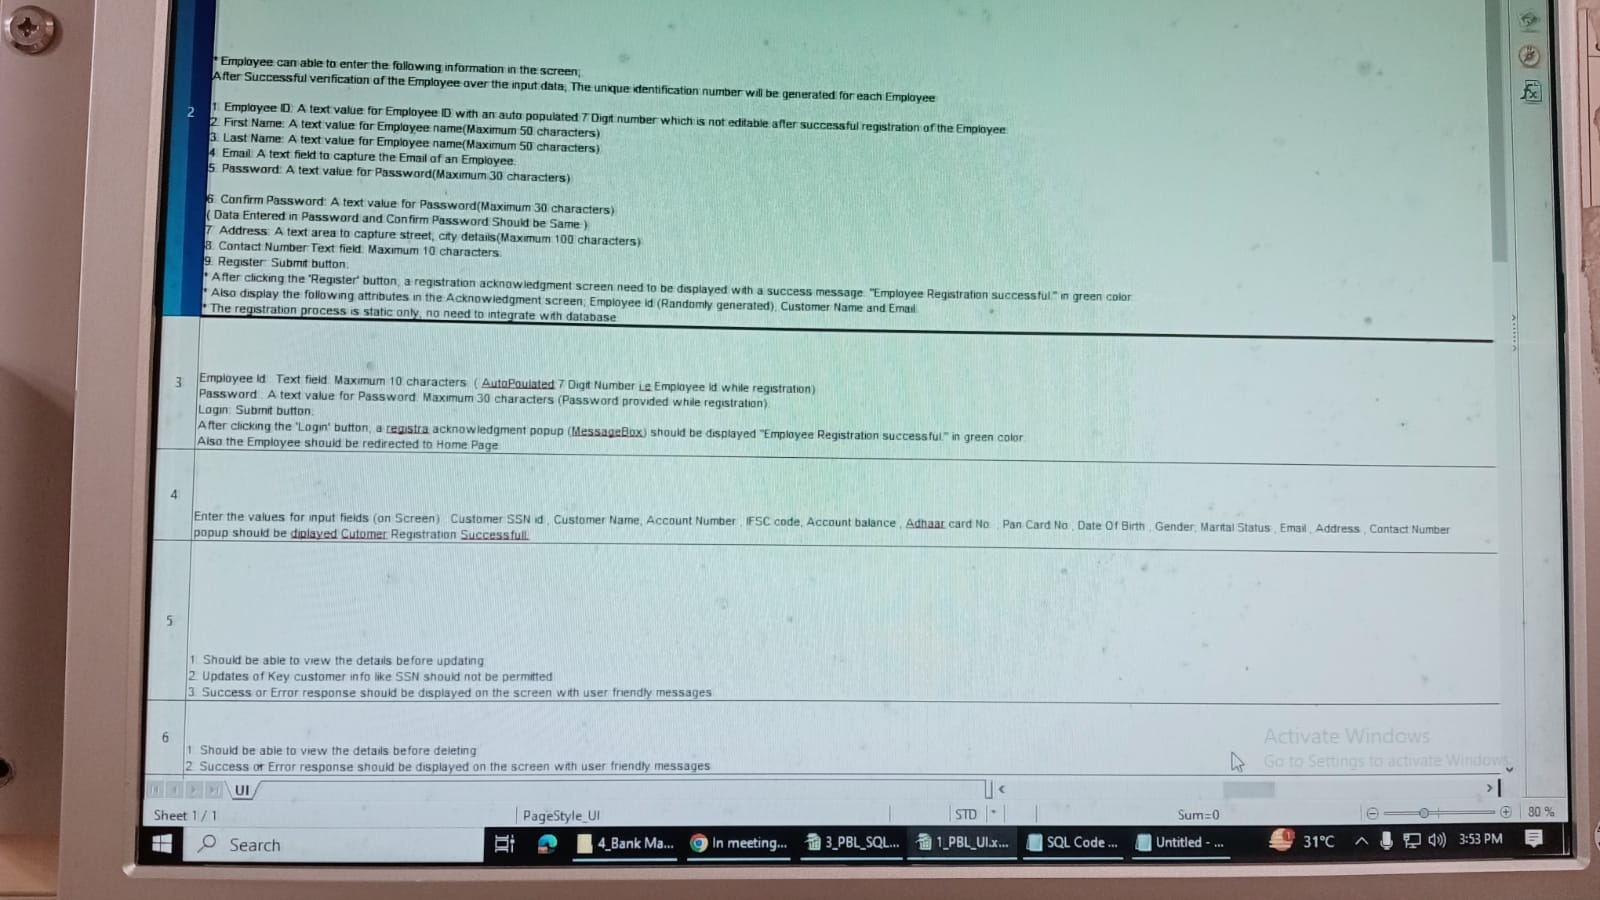 * Employee can able to enter the following information in the screen;
After Successful verification of the Employee over the input data, The unique identification number will be generated for each Employee
2
1. Employee ID: A text value for Employee ID with an auto populated 7 Digit number which is not editable after successful registration of the Employee
2. First Name: A text value for Employee name(Maximum 50 characters)
3. Last Name: A text value for Employee name(Maximum 50 characters)
4. Email: A text field to capture the Email of an Employee.
5. Password: A text value for Password(Maximum 30 characters)
6. Confirm Password: A text value for Password(Maximum 30 characters)
( Data Entered in Password and Confirm Password Should be Same )
7. Address: A text area to capture street, city details(Maximum 100 characters)
8. Contact Number:Text field. Maximum 10 characters.
9. Register: Submit button.
* After clicking the 'Register' button, a registration acknowledgment screen need to be displayed with a success message. "Employee Registration successful." in green color
* Also display the following attributes in the Acknowledgment screen; Employee Id (Randomly generated), Customer Name and Email.
* The registration process is static only, no need to integrate with database
3
Employee Id : Text field. Maximum 10 characters. ( AutoPoulated 7 Digit Number i.e Employee Id while registration)
Password : A text value for Password. Maximum 30 characters (Password provided while registration)
Login: Submit button.
After clicking the 'Login' button, a registra acknowledgment popup (MessageBox) should be displayed "Employee Registration successful." in green color
Also the Employee should be redirected to Home Page
4
Enter the values for input fields (on Screen) : Customer SSN id , Customer Name, Account Number , IFSC code, Account balance , Adhaar card No. , Pan Card No , Date Of Birth , Gender, Marital Status , Email , Address , Contact Number
popup should be diplayed Cutomer Registration Successfull.
5
1. Should be able to view the details before updating
2. Updates of Key customer info like SSN should not be permitted
3. Success or Error response should be displayed on the screen with user friendly messages
6
1. Should be able to view the details before deleting
2. Success or Error response should be displayed on the screen with user friendly messages
Activate Windows
Go to Settings to activate Windows.
UI
Sheet 1 / 1
PageStyle_UI
STD
*
Sum=0
80 %
Search
4_Bank Ma...
In meeting...
3_PBL_SQL...
1_PBL_UI.x...
SQL Code ...
Untitled - ...
31°C
3:53 PM